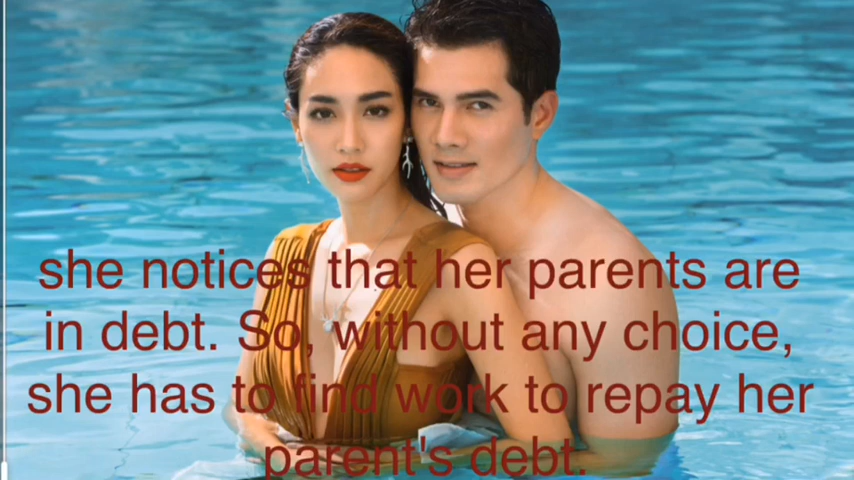 she notices that her parents are
in debt. So, without any choice,
she has to find work to repay her
parent's debt.